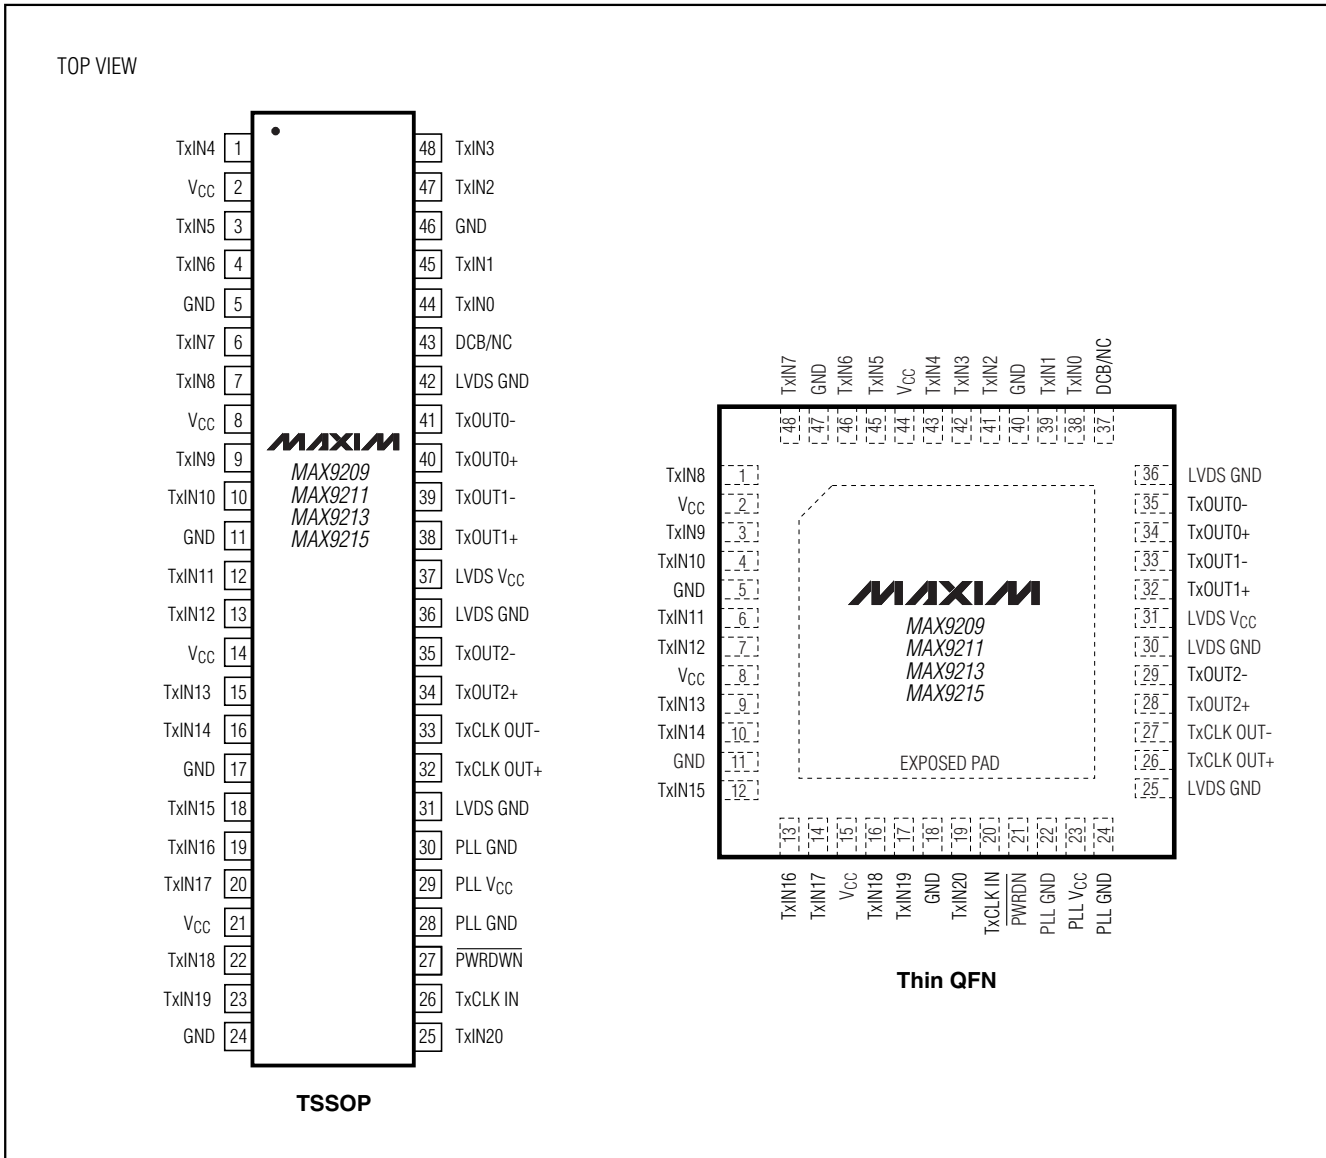 TOP VIEW
TxIN4 1
VCC 2
TxIN5 3
TxIN6 4
GND 5
TxIN7 6
TxIN8 7
VCC 8
TxIN9 9
TxIN10 10
GND 11
TxIN11 12
TxIN12 13
VCC 14
TxIN13 15
TxIN14 16
GND 17
TxIN15 18
TxIN16 19
TxIN17 20
VCC 21
TxIN18 22
TxIN19 23
GND 24
MAXIM
MAX9209
MAX9211
MAX9213
MAX9215
48 TxIN3
47 TxIN2
46 GND
45 TxIN1
44 TxIN0
43 DCB/NC
42 LVDS GND
41 TxOUT0-
40 TxOUT0+
39 TxOUT1-
38 TxOUT1+
37 LVDS VCC
36 LVDS GND
35 TxOUT2-
34 TxOUT2+
33 TxCLK OUT-
32 TxCLK OUT+
31 LVDS GND
30 PLL GND
29 PLL VCC
28 PLL GND
27 PWRDWN
26 TxCLK IN
25 TxIN20
TSSOP
TxIN7 48
GND 47
TxIN6 46
TxIN5 45
VCC 44
TxIN4 43
TxIN3 42
TxIN2 41
GND 40
TxIN1 39
TxIN0 38
DCB/NC 37
TxIN8 1
VCC 2
TxIN9 3
TxIN10 4
GND 5
TxIN11 6
TxIN12 7
VCC 8
TxIN13 9
TxIN14 10
GND 11
TxIN15 12
MAXIM
MAX9209
MAX9211
MAX9213
MAX9215
EXPOSED PAD
36 LVDS GND
35 TxOUT0-
34 TxOUT0+
33 TxOUT1-
32 TxOUT1+
31 LVDS VCC
30 LVDS GND
29 TxOUT2-
28 TxOUT2+
27 TxCLK OUT-
26 TxCLK OUT+
25 LVDS GND
13 TxIN16
14 TxIN17
15 VCC
16 TxIN18
17 TxIN19
18 GND
19 TxIN20
20 TxCLK IN
21 PWRDN
22 PLL GND
23 PLL VCC
24 PLL GND
Thin QFN